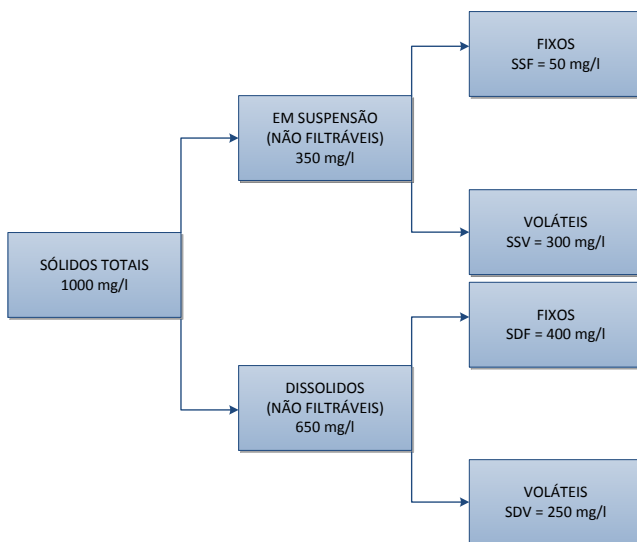 SÓLIDOS TOTAIS
1000 mg/l
EM SUSPENSÃO
(NÃO FILTRÁVEIS)
350 mg/l
FIXOS
SSF = 50 mg/l
VOLÁTEIS
SSV = 300 mg/l
DISSOLIDOS
(NÃO FILTRÁVEIS)
650 mg/l
FIXOS
SDF = 400 mg/l
VOLÁTEIS
SDV = 250 mg/l